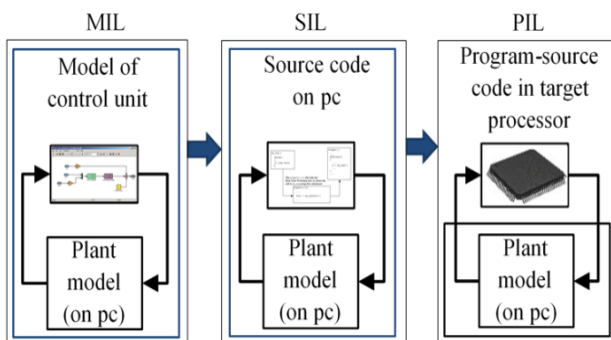 MIL
Model of
control unit
Plant
model
(on pc)
SIL
Source code
on pc
Plant
model
(on pc)
PIL
Program-source
code in target
processor
Plant
model
(on pc)